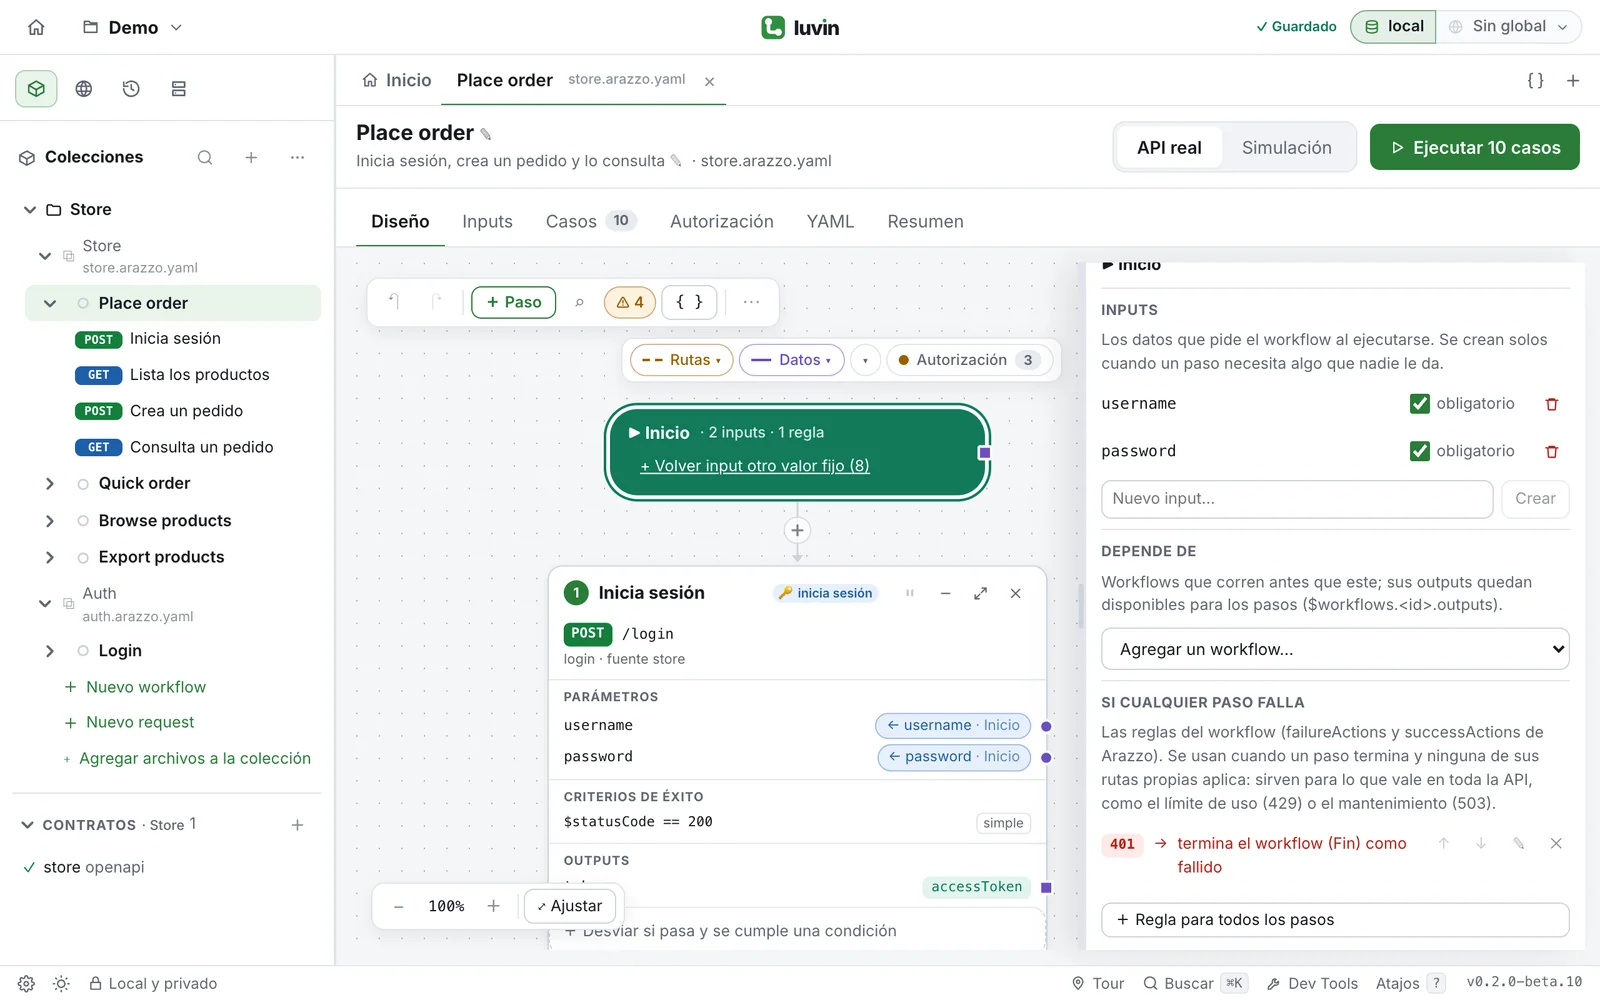 Demo
luvin
Guardado
local
Sin global
Inicio
Place order store.arazzo.yaml
Colecciones
Store
Store
store.arazzo.yaml
Place order
POST Inicia sesión
GET Lista los productos
POST Crea un pedido
GET Consulta un pedido
Quick order
Browse products
Export products
Auth
auth.arazzo.yaml
Login
+ Nuevo workflow
+ Nuevo request
+ Agregar archivos a la colección
CONTRATOS · Store 1
store openapi
Place order
Inicia sesión, crea un pedido y lo consulta · store.arazzo.yaml
API real
Simulación
Ejecutar 10 casos
Diseño
Inputs
Casos 10
Autorización
YAML
Resumen
+ Paso
4
{ }
...
Rutas
Datos
Autorización 3
Inicio · 2 inputs · 1 regla
+ Volver input otro valor fijo (8)
1 Inicia sesión
inicia sesión
POST /login
login · fuente store
PARÁMETROS
username
← username · Inicio
password
← password · Inicio
CRITERIOS DE ÉXITO
$statusCode == 200
simple
OUTPUTS
accessToken
+ Desviar si pasa y se cumple una condición
− 100% +
Ajustar
Inicio
INPUTS
Los datos que pide el workflow al ejecutarse. Se crean solos
cuando un paso necesita algo que nadie le da.
username
obligatorio
password
obligatorio
Nuevo input...
Crear
DEPENDE DE
Workflows que corren antes que este; sus outputs quedan
disponibles para los pasos ($workflows.<id>.outputs).
Agregar un workflow...
SI CUALQUIER PASO FALLA
Las reglas del workflow (failureActions y successActions de
Arazzo). Se usan cuando un paso termina y ninguna de sus
rutas propias aplica: sirven para lo que vale en toda la API,
como el límite de uso (429) o el mantenimiento (503).
401 → termina el workflow (Fin) como
fallido
+ Regla para todos los pasos
Local y privado
Tour
Buscar ⌘K
Dev Tools
Atajos ?
v0.2.0-beta.10